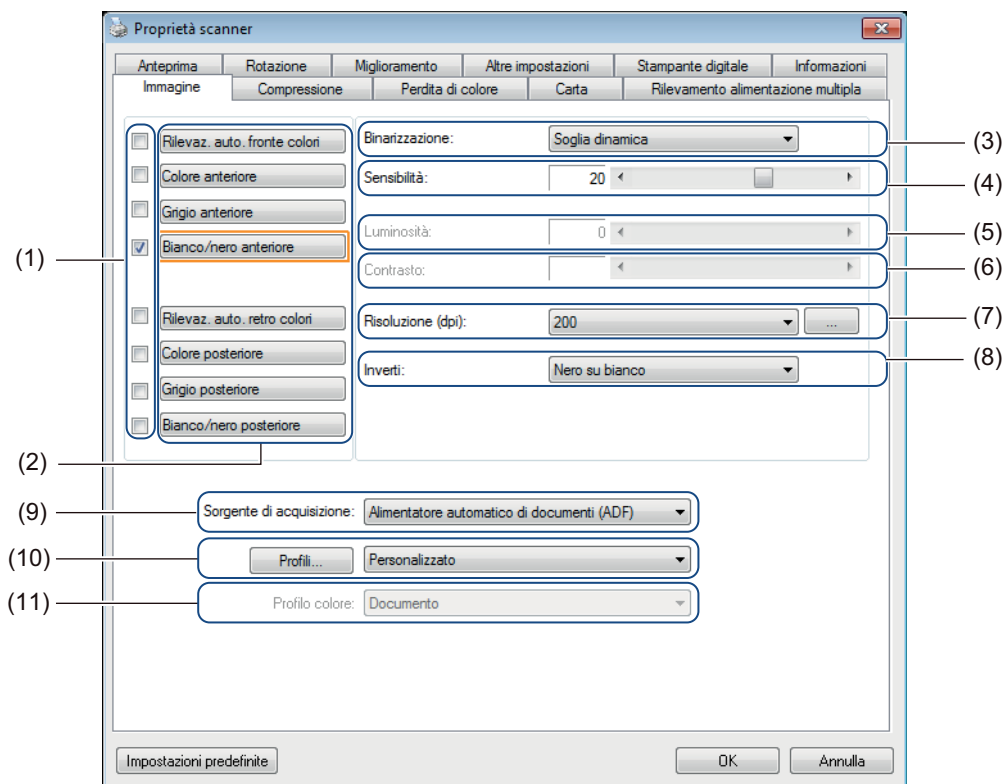 Proprietà scanner
Anteprima Rotazione Miglioramento Altre impostazioni Stampante digitale Informazioni
Immagine Compressione Perdita di colore Carta Rilevamento alimentazione multipla
(1)
Rilevaz. auto. fronte colori
Colore anteriore
Grigio anteriore
Bianco/nero anteriore
Rilevaz. auto. retro colori
Colore posteriore
Grigio posteriore
Bianco/nero posteriore
(2)
Binarizzazione: Soglia dinamica (3)
Sensibilità: 20 (4)
Luminosità: 0 (5)
Contrasto: (6)
Risoluzione (dpi): 200 ... (7)
Inverti: Nero su bianco (8)
(9) Sorgente di acquisizione: Alimentatore automatico di documenti (ADF)
(10) Profili... Personalizzato
(11) Profilo colore: Documento
Impostazioni predefinite OK Annulla